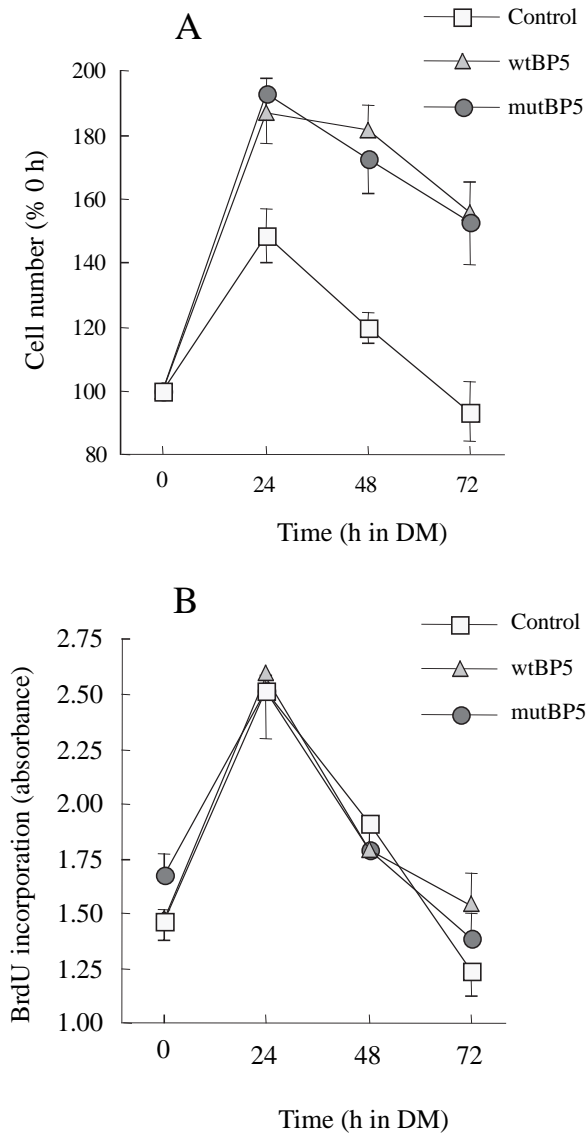 A
Control
wtBP5
mutBP5
200
180
160
140
120
100
80
Cell number (% 0 h)
0 24 48 72
Time (h in DM)
B
Control
wtBP5
mutBP5
2.75
2.50
2.25
2.00
1.75
1.50
1.25
1.00
BrdU incorporation (absorbance)
0 24 48 72
Time (h in DM)